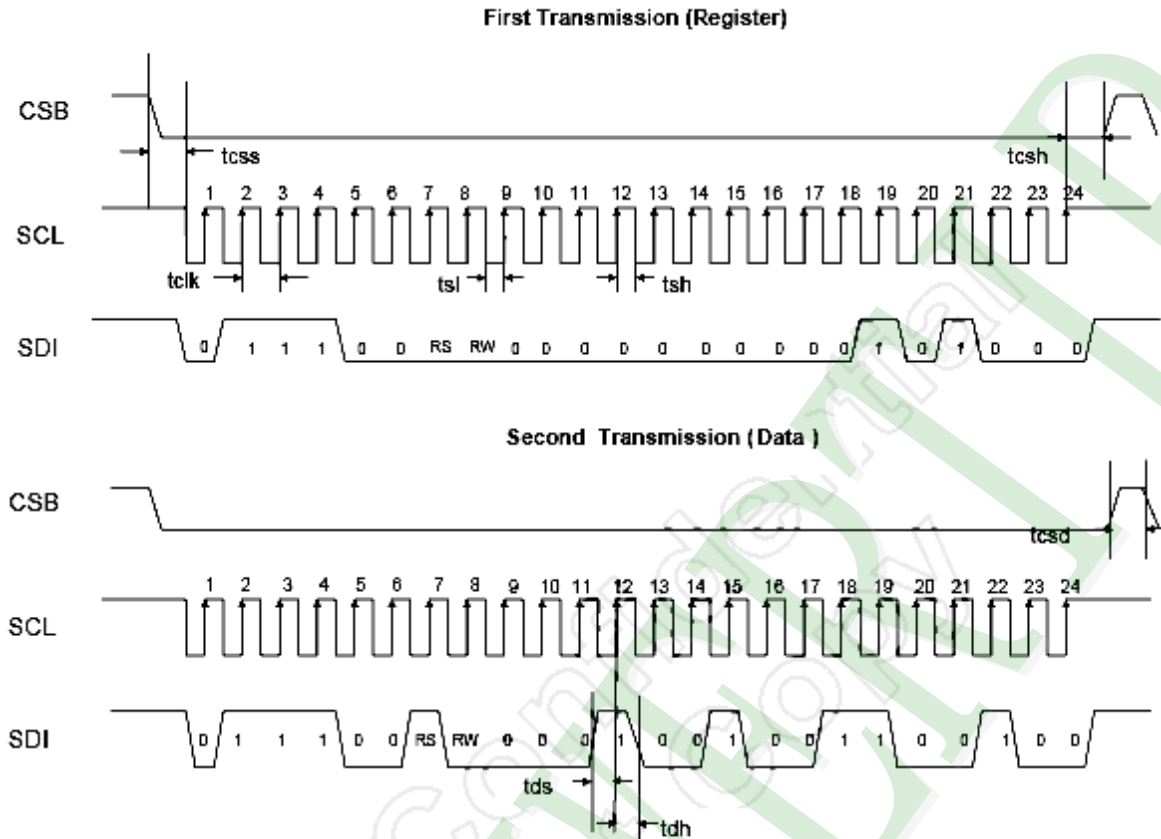 First Transmission (Register)
CSB
tcss
tcsh
1 2 3 4 5 6 7 8 9 10 11 12 13 14 15 16 17 18 19 20 21 22 23 24
SCL
tclk
tsl
tsh
SDI
0 1 1 1 0 0 RS RW 0 0 0 0 0 0 0 0 0 0 1 0 1 0 0 0
Second Transmission (Data )
CSB
tcsd
1 2 3 4 5 6 7 8 9 10 11 12 13 14 15 16 17 18 19 20 21 22 23 24
SCL
SDI
0 1 1 1 0 0 RS RW 0 0 0 1 0 0 1 0 0 1 1 0 0 1 0 0
tds
tdh
Confidential
Copy